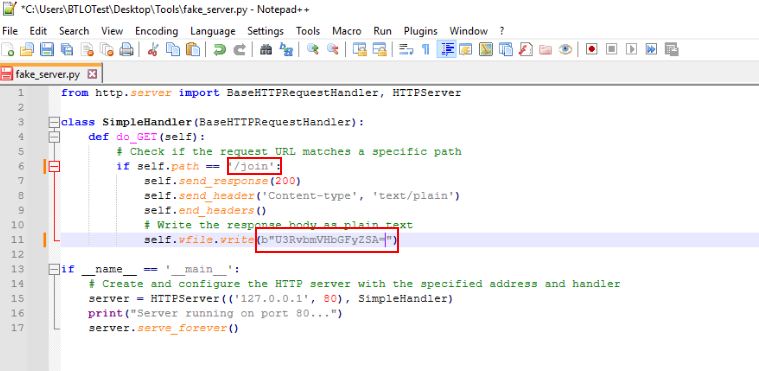 *C:\Users\BTLOTest\Desktop\Tools\fake_server.py - Notepad++
File Edit Search View Encoding Language Settings Tools Macro Run Plugins Window ?
fake_server.py
1 from http.server import BaseHTTPRequestHandler, HTTPServer
2
3 class SimpleHandler(BaseHTTPRequestHandler):
4 def do_GET(self):
5 # Check if the request URL matches a specific path
6 if self.path == '/join':
7 self.send_response(200)
8 self.send_header('Content-type', 'text/plain')
9 self.end_headers()
10 # Write the response body as plain text
11 self.wfile.write(b"U3RvbmVHbGFyZSA=")
12
13 if __name__ == '__main__':
14 # Create and configure the HTTP server with the specified address and handler
15 server = HTTPServer(('127.0.0.1', 80), SimpleHandler)
16 print("Server running on port 80...")
17 server.serve_forever()